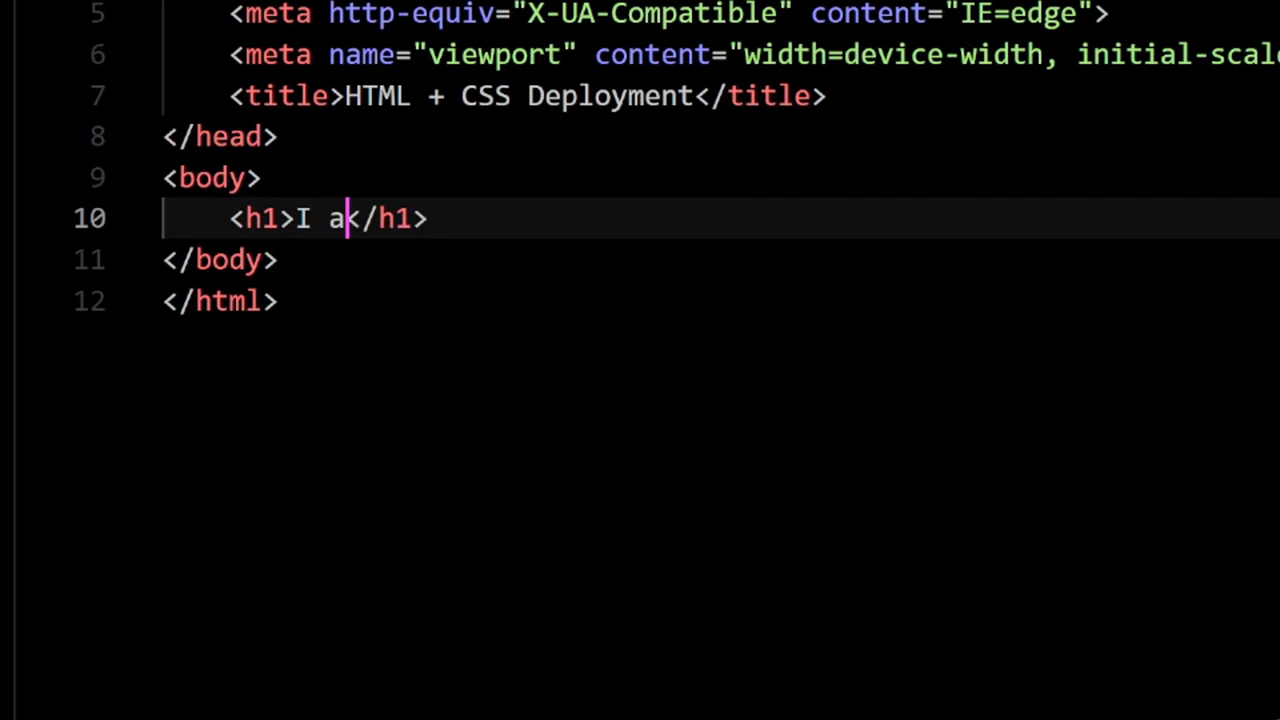 5 <meta http-equiv="X-UA-Compatible" content="IE=edge">
6 <meta name="viewport" content="width=device-width, initial-scale
7 <title>HTML + CSS Deployment</title>
8 </head>
9 <body>
10 <h1>I a</h1>
11 </body>
12 </html>